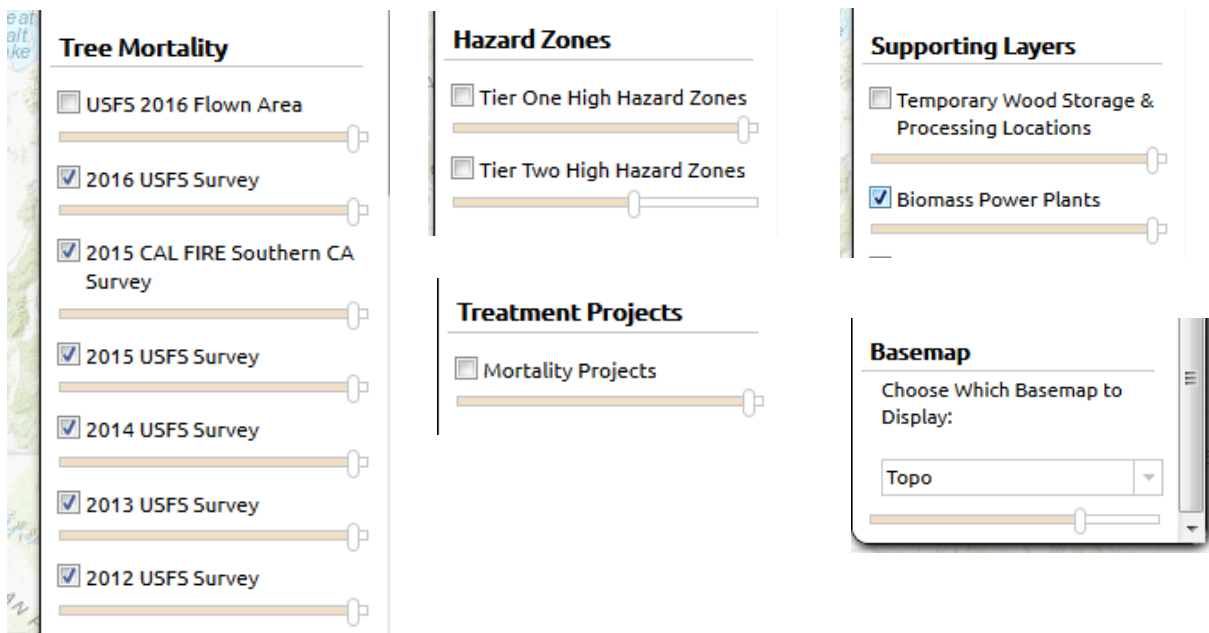 Tree Mortality
USFS 2016 Flown Area
2016 USFS Survey
2015 CAL FIRE Southern CA
Survey
2015 USFS Survey
2014 USFS Survey
2013 USFS Survey
2012 USFS Survey
Hazard Zones
Tier One High Hazard Zones
Tier Two High Hazard Zones
Treatment Projects
Mortality Projects
Supporting Layers
Temporary Wood Storage &
Processing Locations
Biomass Power Plants
Basemap
Choose Which Basemap to
Display:
Topo